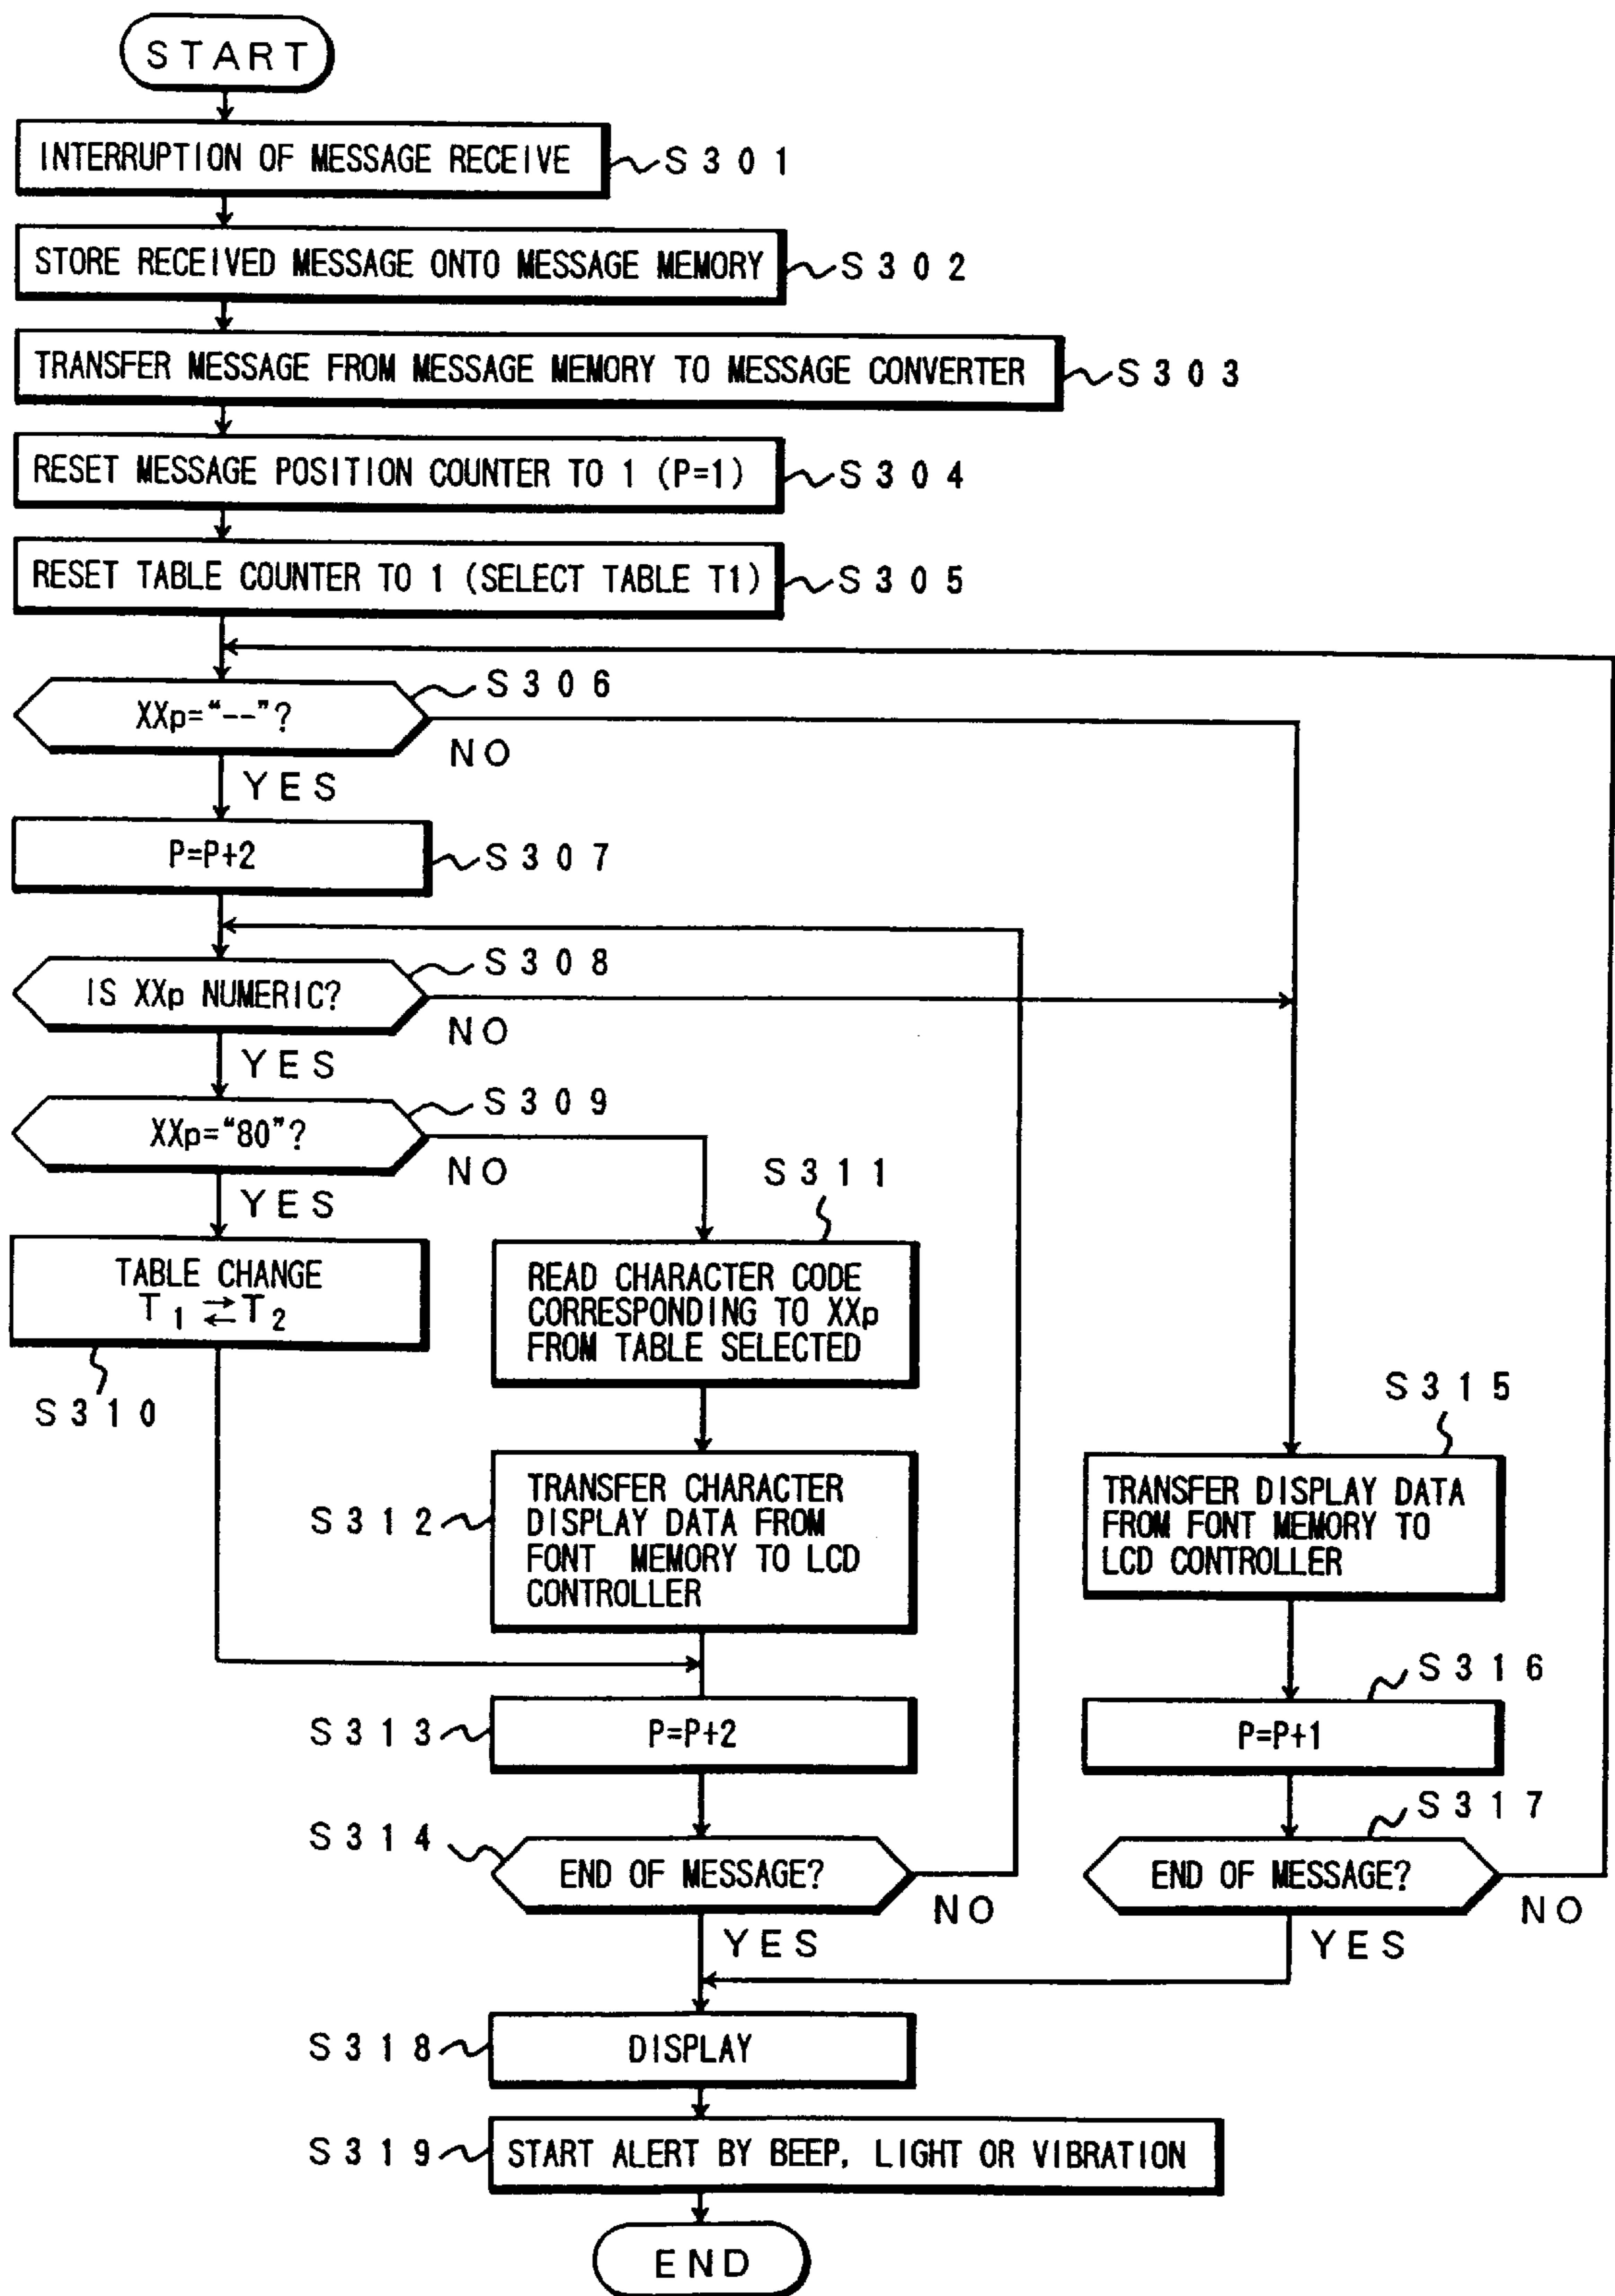 START
INTERRUPTION OF MESSAGE RECEIVE
S301
STORE RECEIVED MESSAGE ONTO MESSAGE MEMORY
S302
TRANSFER MESSAGE FROM MESSAGE MEMORY TO MESSAGE CONVERTER
S303
RESET MESSAGE POSITION COUNTER TO 1 (P=1)
S304
RESET TABLE COUNTER TO 1 (SELECT TABLE T1)
S305
XXp="--"?
S306
NO
YES
P=P+2
S307
IS XXp NUMERIC?
S308
NO
YES
XXp="80"?
S309
NO
YES
TABLE CHANGE
T1 ⇄ T2
S310
S311
READ CHARACTER CODE
CORRESPONDING TO XXp
FROM TABLE SELECTED
S312
TRANSFER CHARACTER
DISPLAY DATA FROM
FONT MEMORY TO LCD
CONTROLLER
S315
TRANSFER DISPLAY DATA
FROM FONT MEMORY TO
LCD CONTROLLER
S313
P=P+2
S316
P=P+1
S314
END OF MESSAGE?
NO
YES
S317
END OF MESSAGE?
NO
YES
S318
DISPLAY
S319
START ALERT BY BEEP, LIGHT OR VIBRATION
END